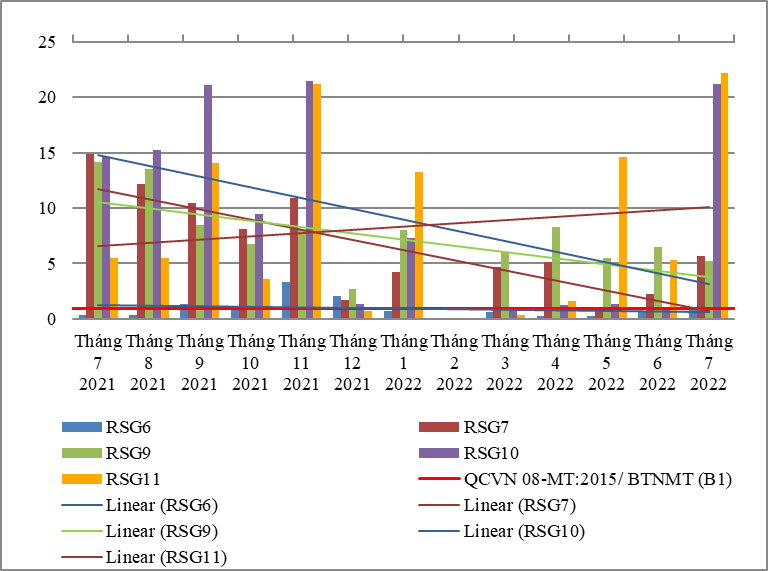 25
20
15
10
5
0
Tháng 7 2021
Tháng 8 2021
Tháng 9 2021
Tháng 10 2021
Tháng 11 2021
Tháng 12 2021
Tháng 1 2022
Tháng 2 2022
Tháng 3 2022
Tháng 4 2022
Tháng 5 2022
Tháng 6 2022
Tháng 7 2022
RSG6
RSG7
RSG9
RSG10
RSG11
QCVN 08-MT:2015/ BTNMT (B1)
Linear (RSG6)
Linear (RSG7)
Linear (RSG9)
Linear (RSG10)
Linear (RSG11)